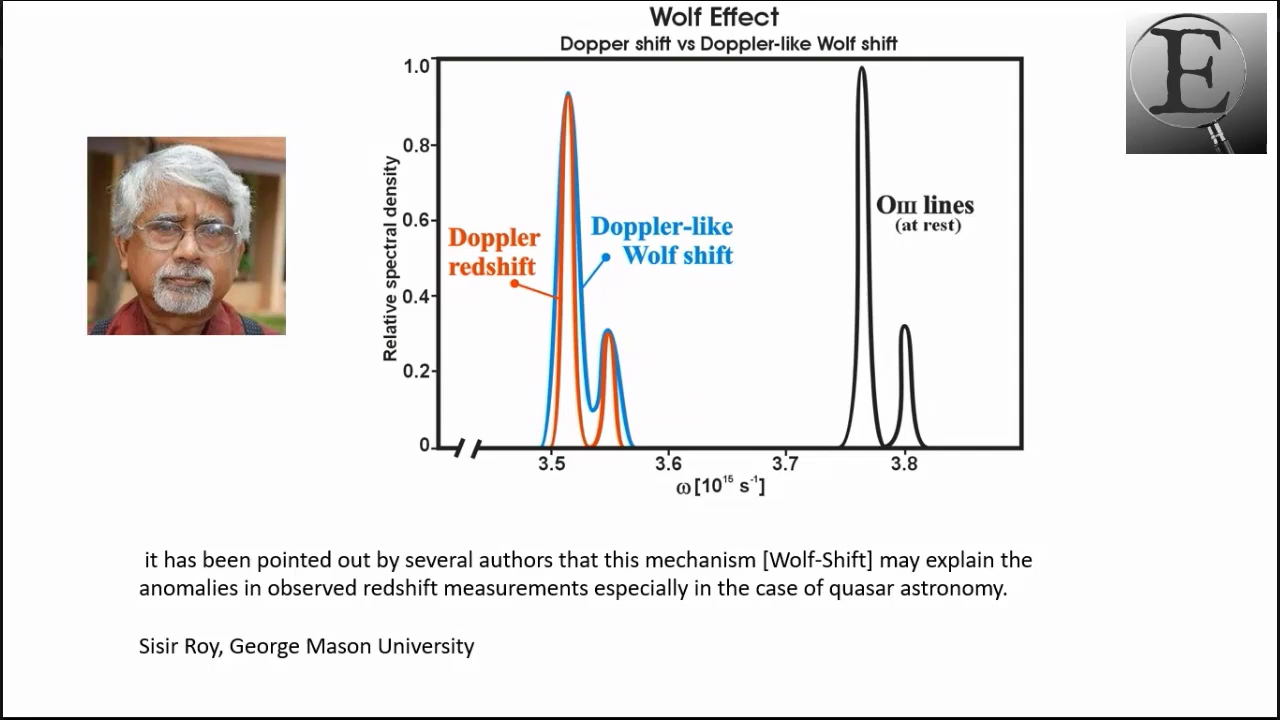 Wolf Effect
Dopper shift vs Doppler-like Wolf shift
E
1.0
0.8
0.6
0.4
0.2
0
Relative spectral density
Doppler
redshift
Doppler-like
Wolf shift
OIII lines
(at rest)
3.5 3.6 3.7 3.8
ω [10¹⁵ s⁻¹]
it has been pointed out by several authors that this mechanism [Wolf-Shift] may explain the
anomalies in observed redshift measurements especially in the case of quasar astronomy.
Sisir Roy, George Mason University